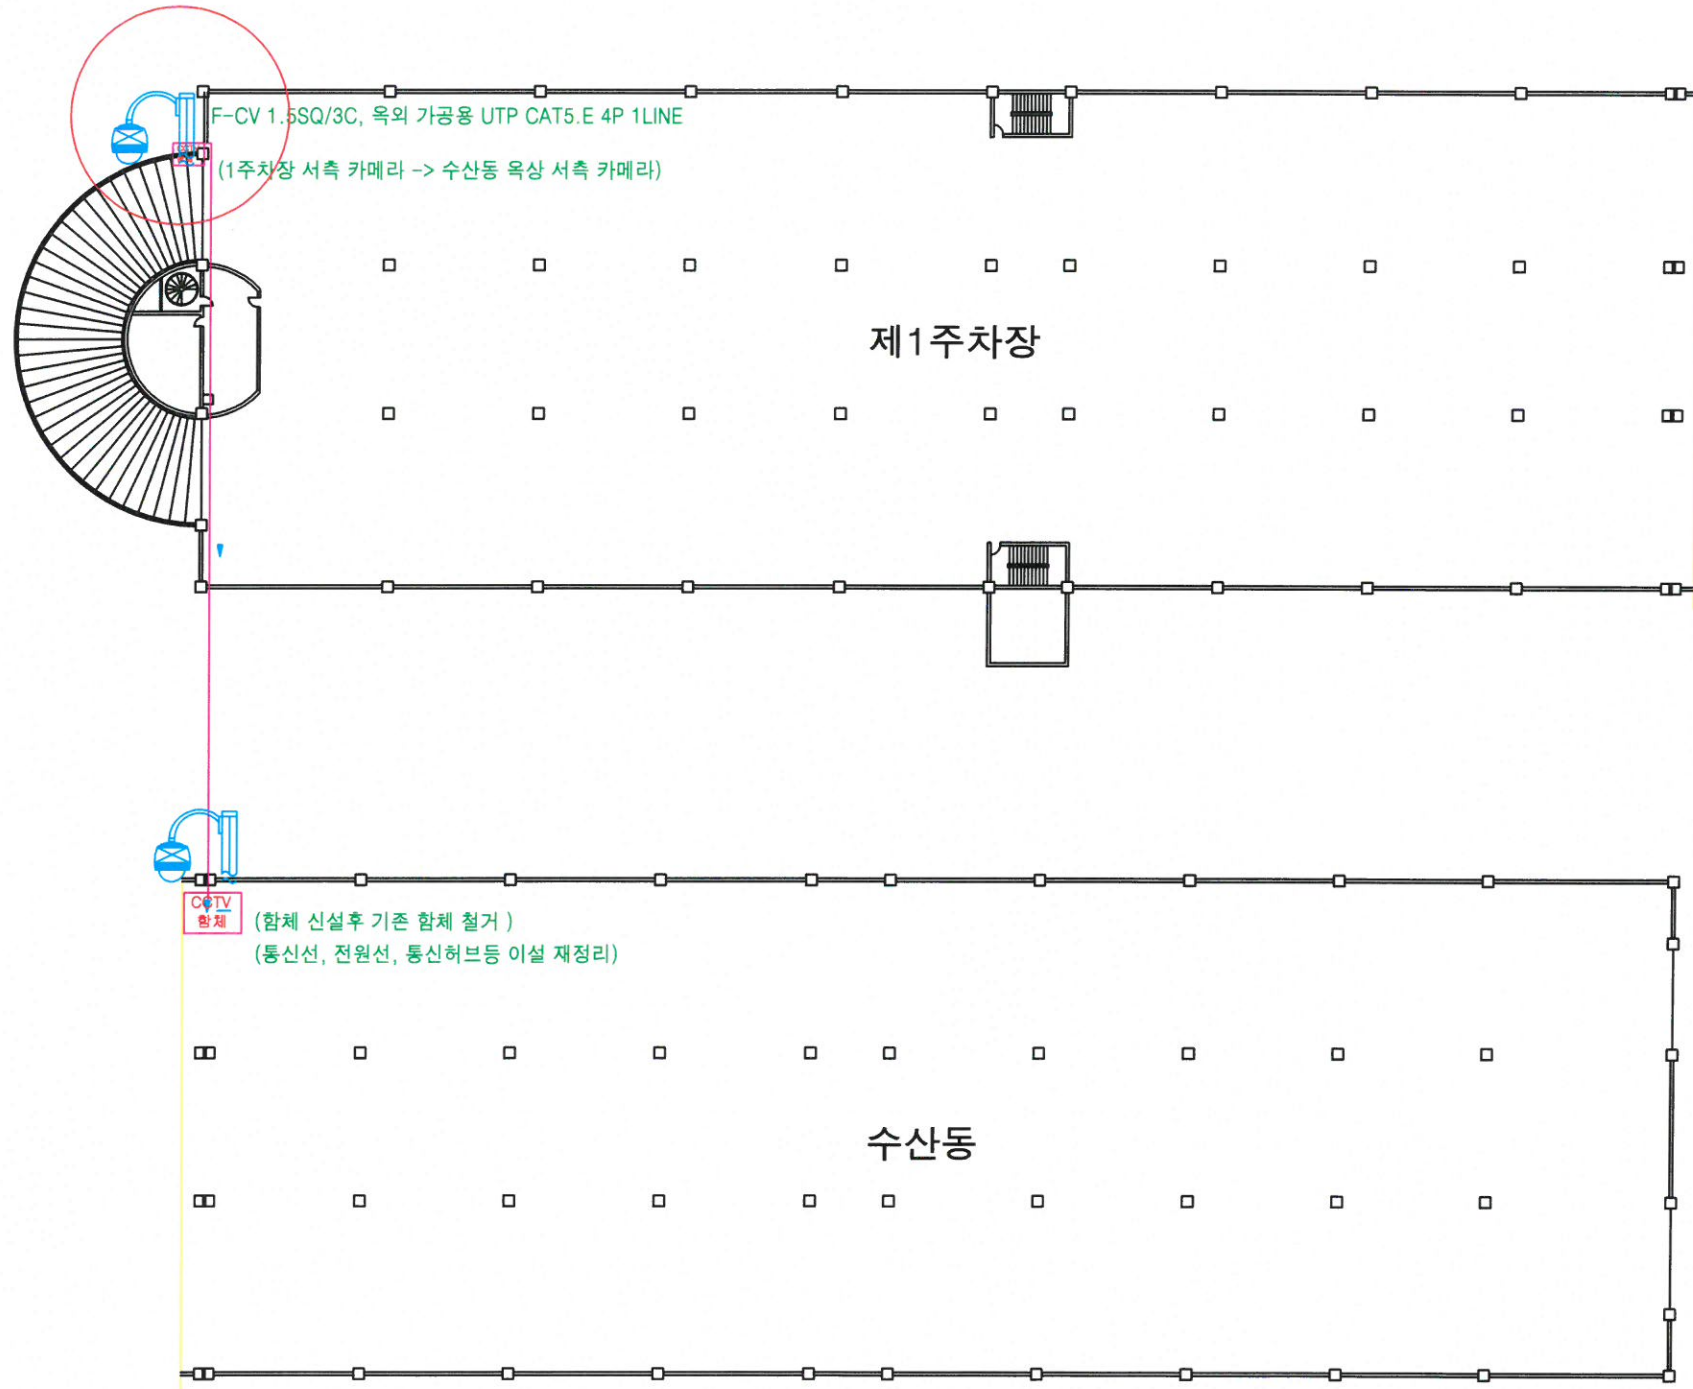 F-CV 1.5SQ/3C, 옥외 가공용 UTP CAT5.E 4P 1LINE
(1주차장 서측 카메라 -> 수산동 옥상 서측 카메라)
제1주차장
CCTV
함체
(함체 신설후 기존 함체 철거 )
(통신선, 전원선, 통신허브등 이설 재정리)
수산동